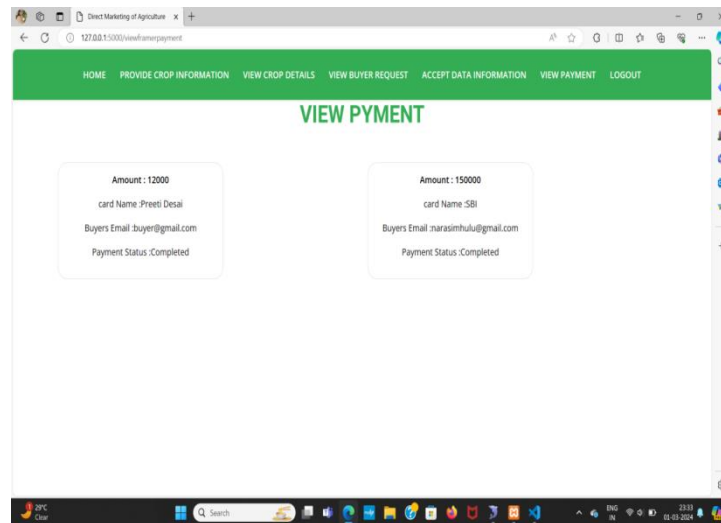 Direct Marketing of Agriculture
127.0.0.1:5000/viewframerpayment
HOME PROVIDE CROP INFORMATION VIEW CROP DETAILS VIEW BUYER REQUEST ACCEPT DATA INFORMATION VIEW PAYMENT LOGOUT
VIEW PYMENT
Amount : 12000
card Name :Preeti Desai
Buyers Email :buyer@gmail.com
Payment Status :Completed
Amount : 150000
card Name :SBI
Buyers Email :narasimhulu@gmail.com
Payment Status :Completed
29°C
Clear
Search
ENG
IN
23:33
01-03-2024